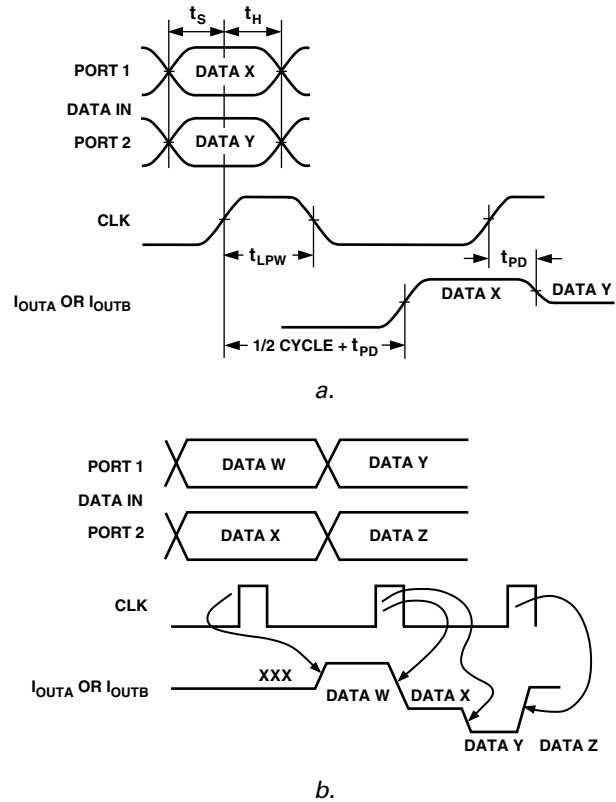 tS tH
PORT 1 DATA X
DATA IN
PORT 2 DATA Y
CLK
tLPW tPD
IOUTA OR IOUTB DATA X DATA Y
1/2 CYCLE + tPD
a.
PORT 1 DATA W DATA Y
DATA IN
PORT 2 DATA X DATA Z
CLK
XXX
IOUTA OR IOUTB DATA W DATA X
DATA Y DATA Z
b.